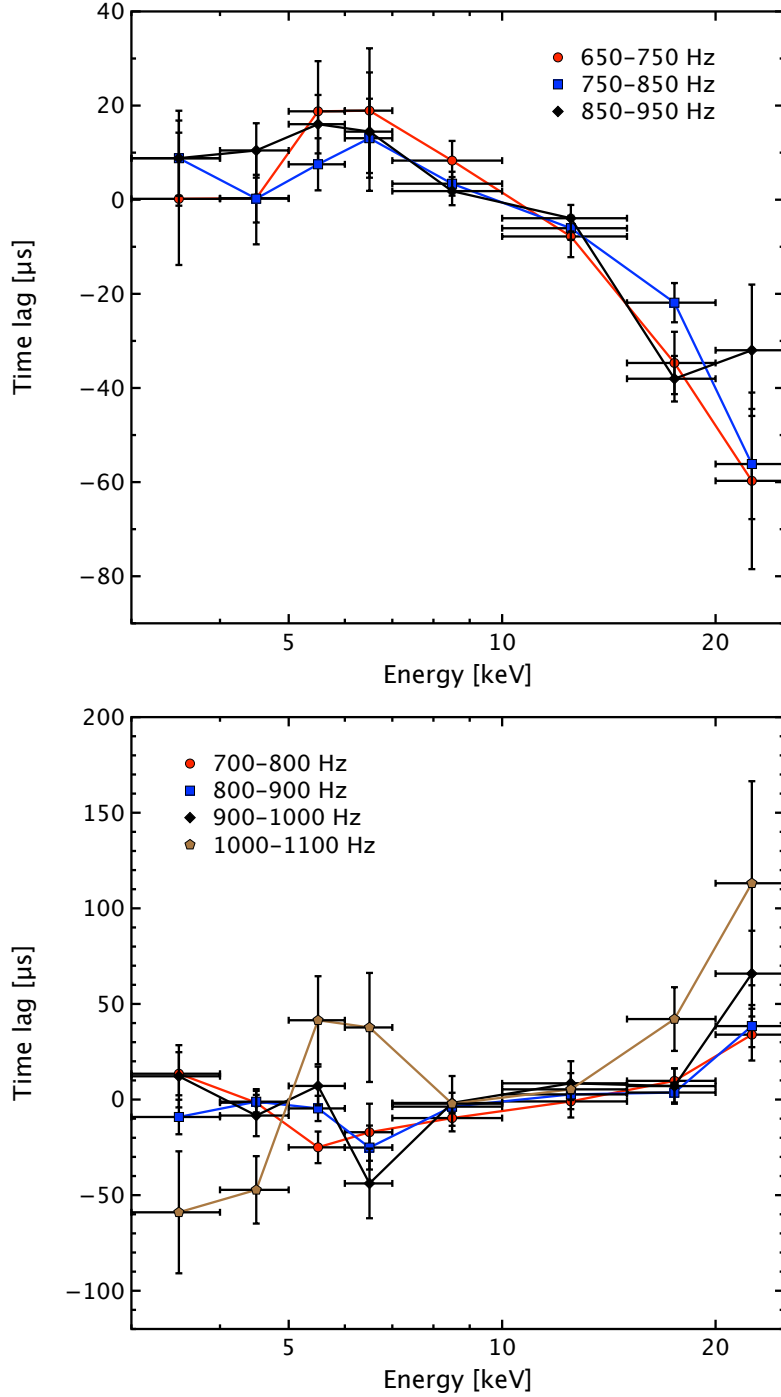 40
20
0
−20
−40
−60
−80
Time lag [μs]
650–750 Hz
750–850 Hz
850–950 Hz
5
10
20
Energy [keV]
200
150
100
50
0
−50
−100
Time lag [μs]
700–800 Hz
800–900 Hz
900–1000 Hz
1000–1100 Hz
5
10
20
Energy [keV]